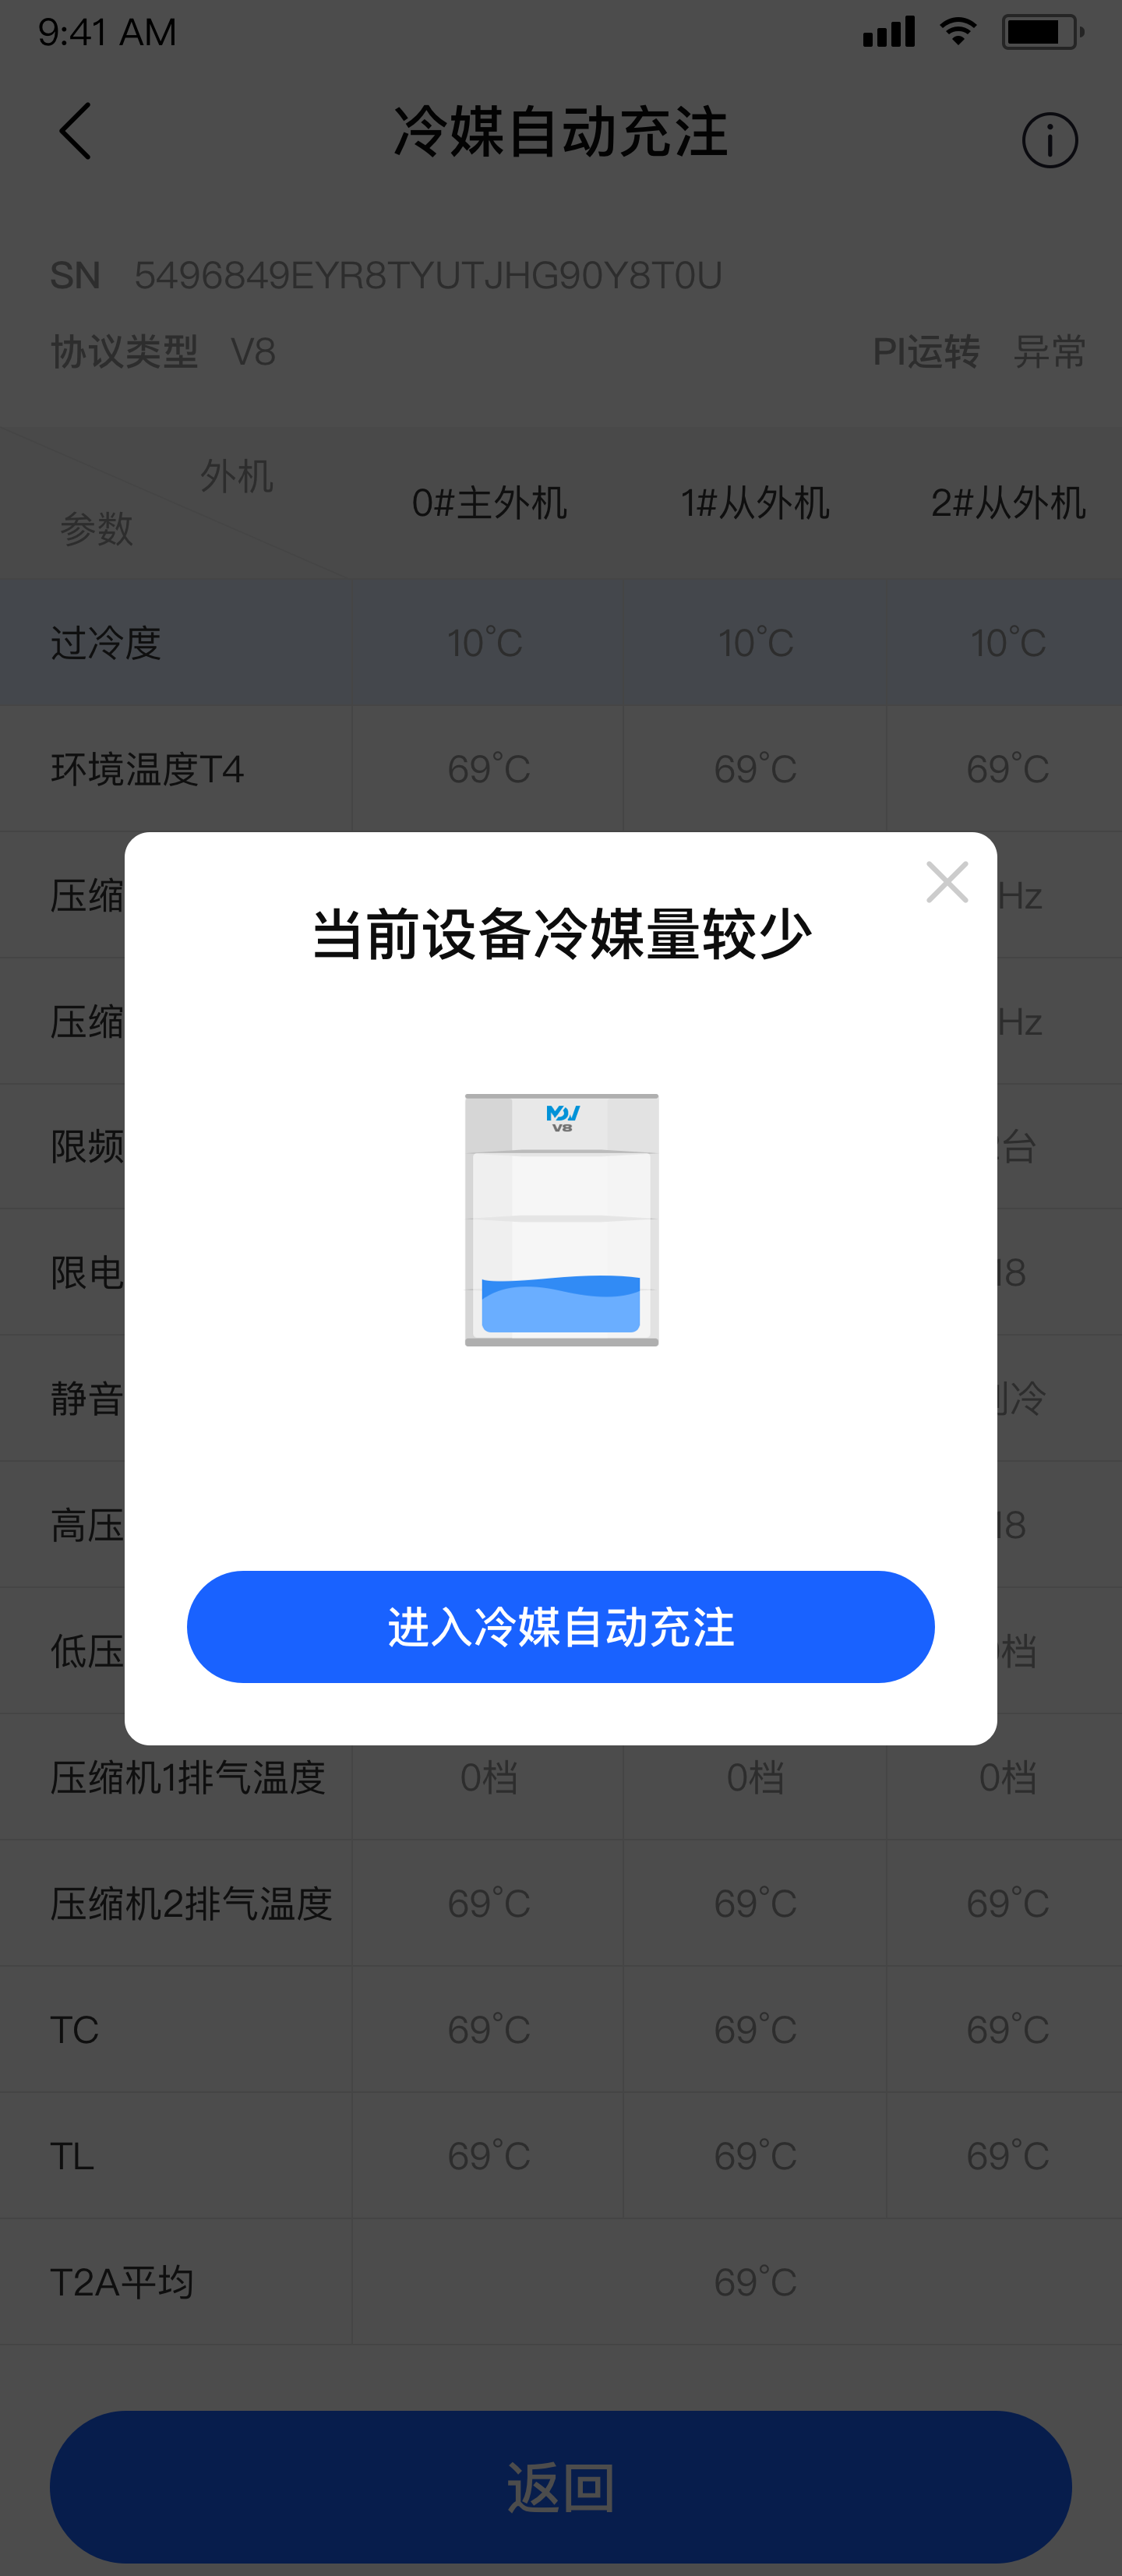 9:41 AM
冷媒自动充注
SN 5496849EYR8TYUTJHG90Y8T0U
协议类型 V8 PI运转 异常
外机
参数
0#主外机 1#从外机 2#从外机
过冷度 10°C 10°C 10°C
环境温度T4 69°C 69°C 69°C
压缩 Hz
压缩 Hz
限频 台
限电 18
静音 制冷
高压 18
低压 档
当前设备冷媒量较少
MDV
V8
进入冷媒自动充注
压缩机1排气温度 0档 0档 0档
压缩机2排气温度 69°C 69°C 69°C
TC 69°C 69°C 69°C
TL 69°C 69°C 69°C
T2A平均 69°C
返回